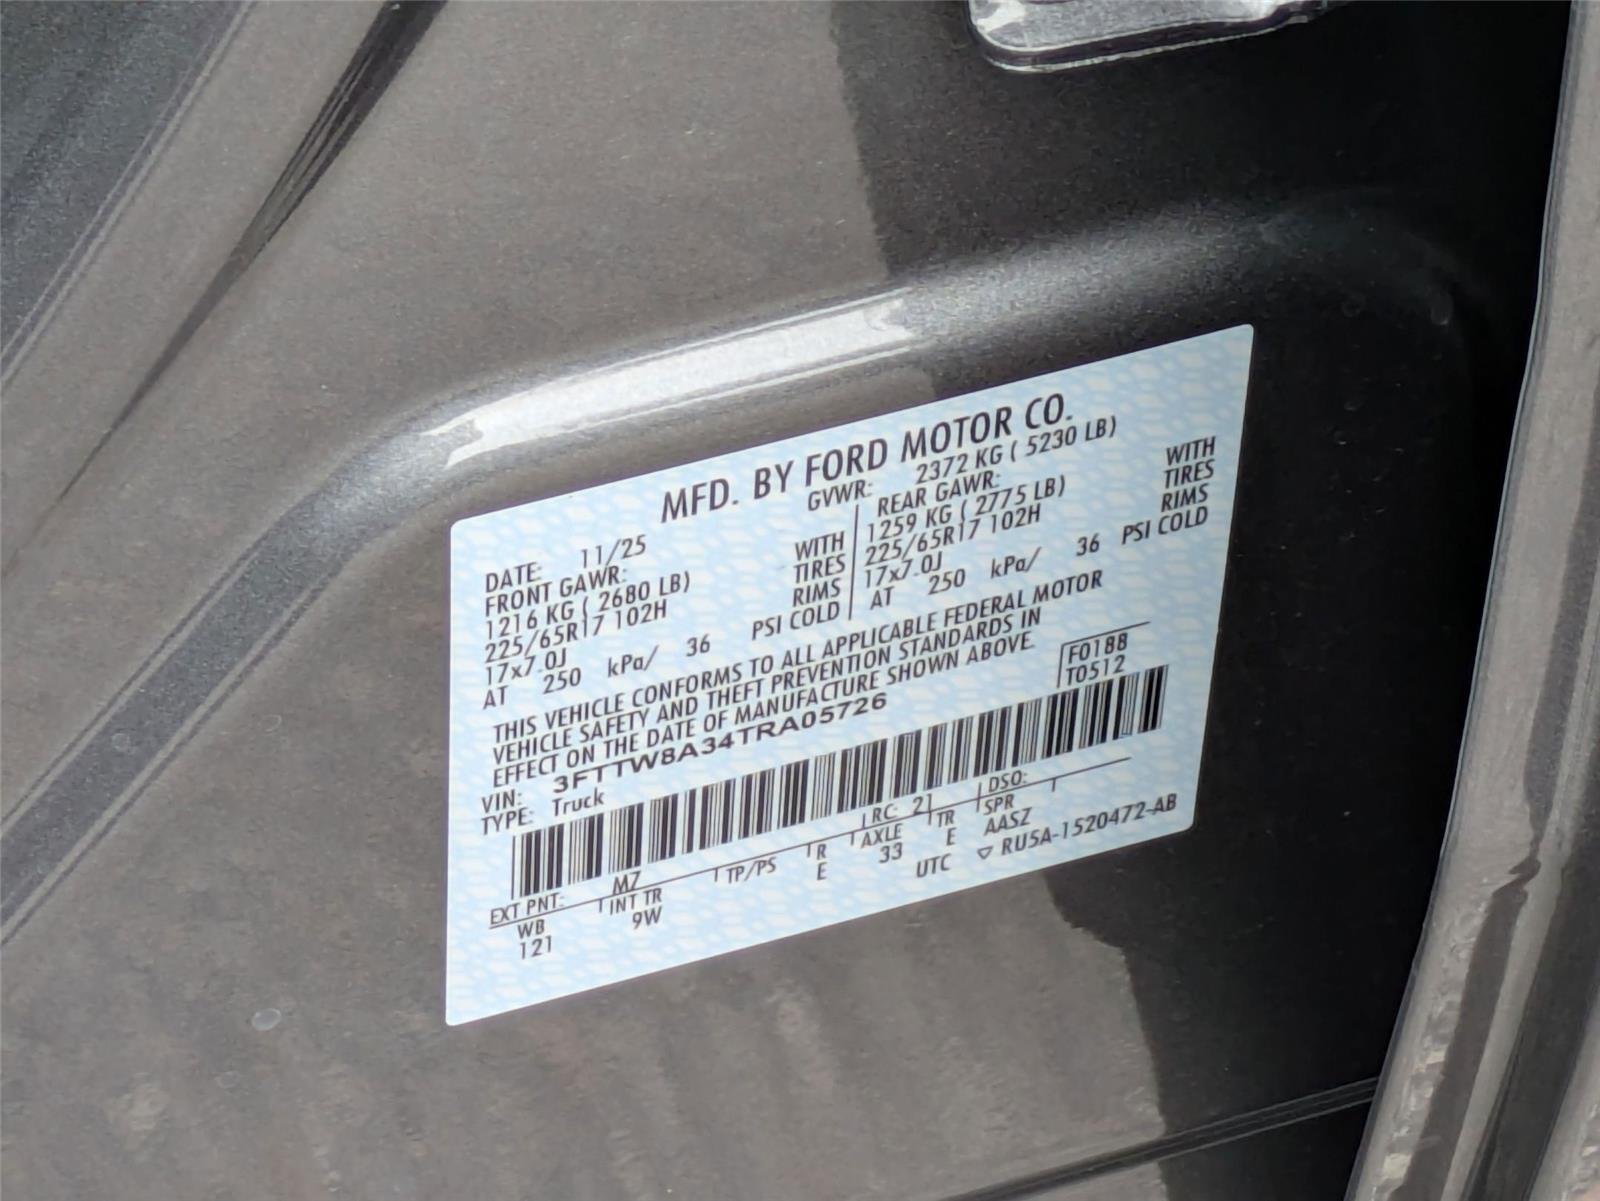 MFD. BY FORD MOTOR CO.
DATE: 11/25 GVWR: 2372 KG ( 5230 LB)
FRONT GAWR: REAR GAWR:
1216 KG ( 2680 LB) WITH 1259 KG ( 2775 LB) WITH
225/65R17 102H TIRES 225/65R17 102H TIRES
17x7.0J RIMS 17x7.0J RIMS
AT 250 kPa/ 36 PSI COLD AT 250 kPa/ 36 PSI COLD
THIS VEHICLE CONFORMS TO ALL APPLICABLE FEDERAL MOTOR
VEHICLE SAFETY AND THEFT PREVENTION STANDARDS IN
EFFECT ON THE DATE OF MANUFACTURE SHOWN ABOVE.
F0188
VIN: 3FTTW8A34TRA05726 T0512
TYPE: Truck
EXT PNT: MZ RC: 21 DSO:
WB INT TR TP/PS R AXLE TR SPR
121 9W E 33 E AASZ
UTC ▽ RU5A-1520472-AB